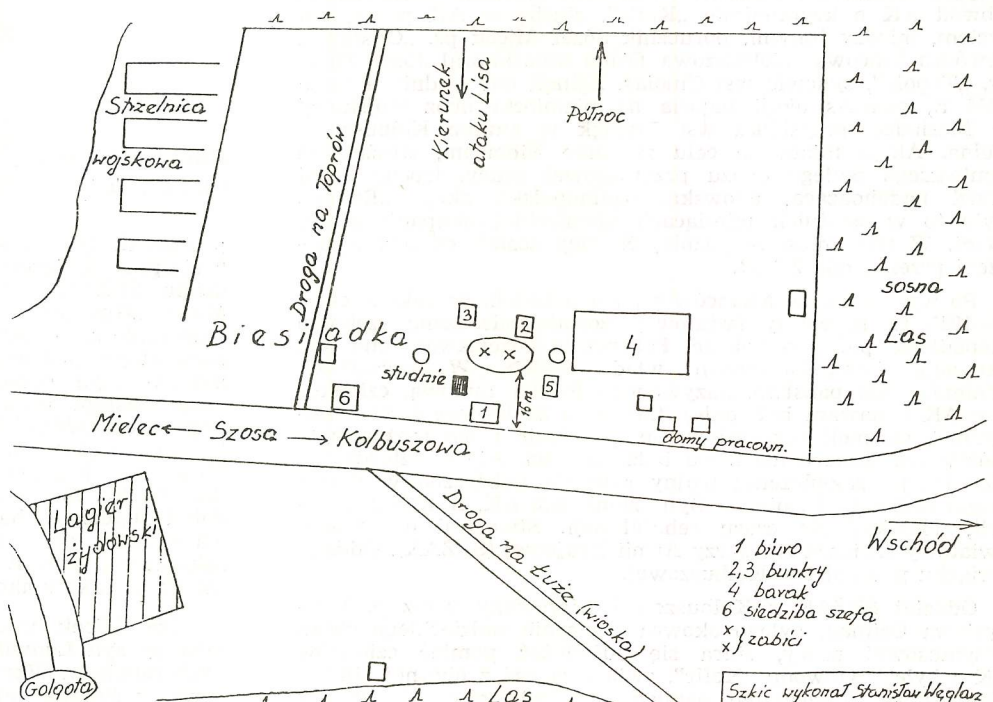 Strzelnica
wojskowa
Droga na Toprów
Kierunek
ataku Lisa
Północ
sosna
Las
Biesiadka
3
2
4
studnie
5
6
1
16m
domy pracown.
Mielec ← Szosa → Kolbuszowa
Lagier
żydowski
Droga na Łuże (wioska)
Wschód
1 biuro
2,3 bunkry
4 barak
6 siedziba szefa
x
x } zabici
(Golgota)
Las
Szkic wykonał Stanisław Węglarz